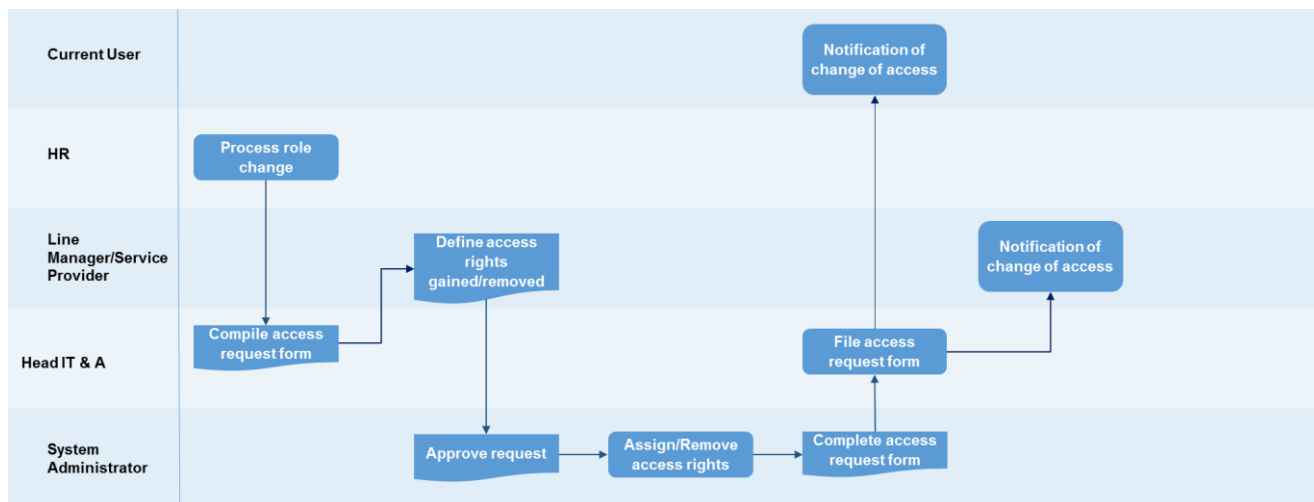 Current User
Notification of
change of access
HR
Process role
change
Line
Manager/Service
Provider
Define access
rights
gained/removed
Notification of
change of access
Head IT & A
Compile access
request form
File access
request form
System
Administrator
Approve request
Assign/Remove
access rights
Complete access
request form